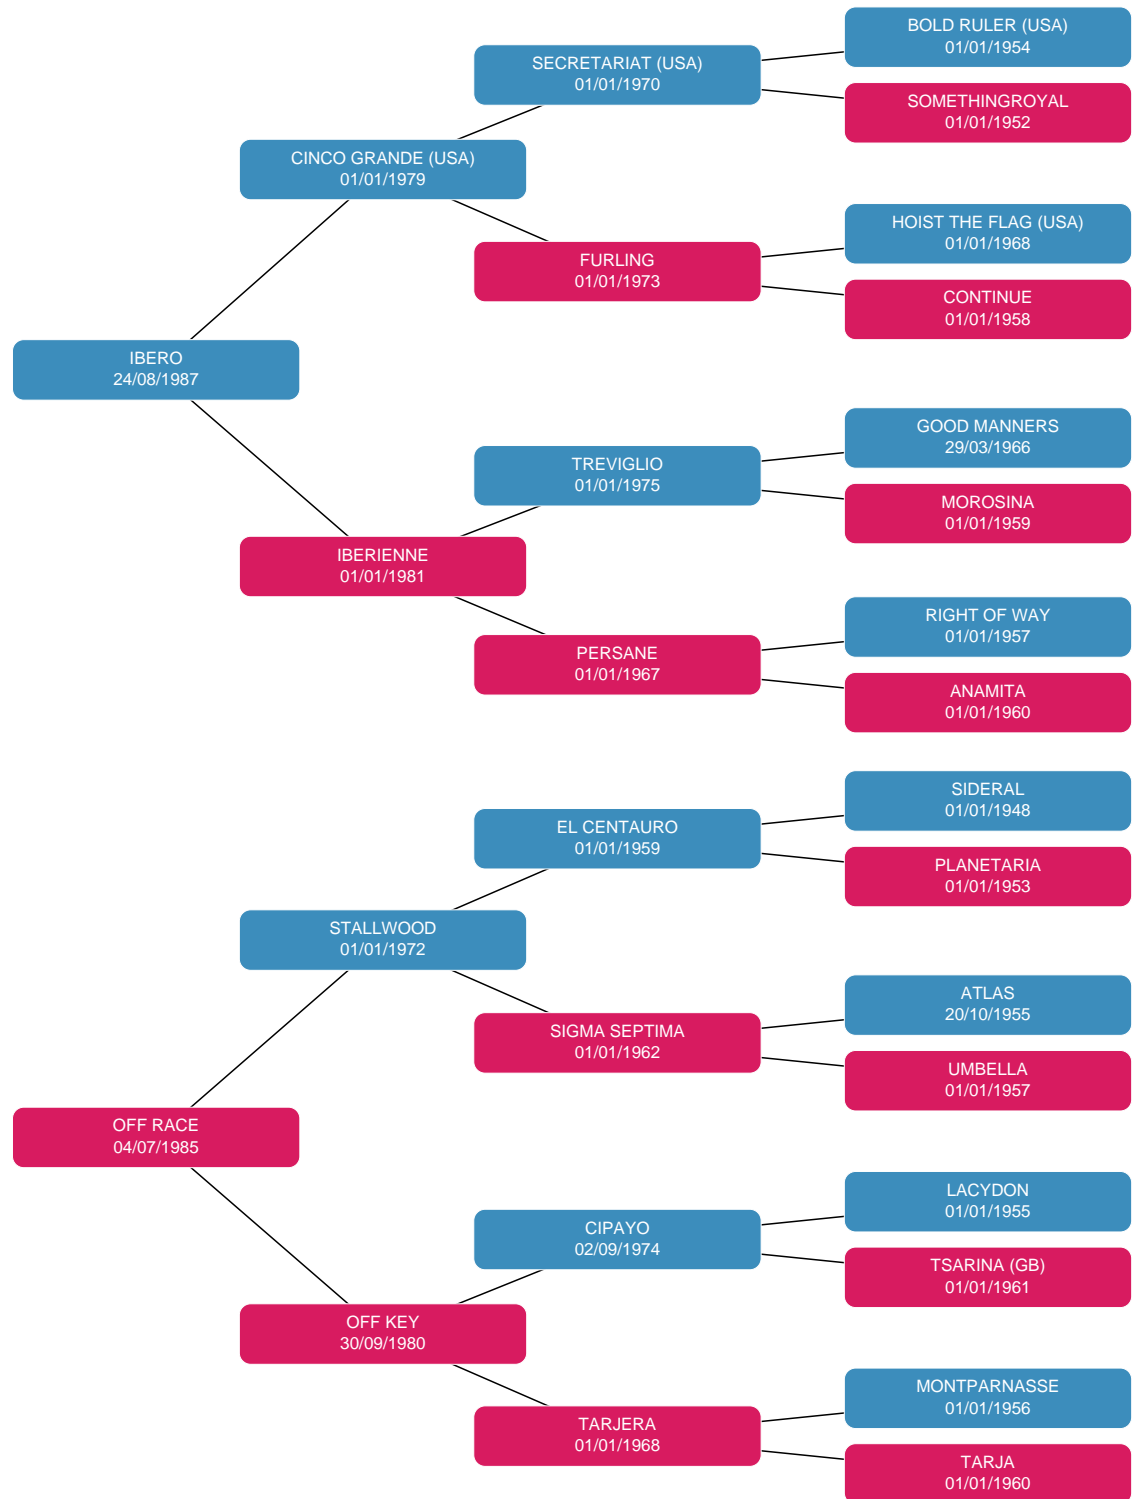 BOLD RULER (USA)
01/01/1954
SECRETARIAT (USA)
01/01/1970
SOMETHINGROYAL
01/01/1952
CINCO GRANDE (USA)
01/01/1979
HOIST THE FLAG (USA)
01/01/1968
FURLING
01/01/1973
CONTINUE
01/01/1958
IBERO
24/08/1987
GOOD MANNERS
29/03/1966
TREVIGLIO
01/01/1975
MOROSINA
01/01/1959
IBERIENNE
01/01/1981
RIGHT OF WAY
01/01/1957
PERSANE
01/01/1967
ANAMITA
01/01/1960
SIDERAL
01/01/1948
EL CENTAURO
01/01/1959
PLANETARIA
01/01/1953
STALLWOOD
01/01/1972
ATLAS
20/10/1955
SIGMA SEPTIMA
01/01/1962
UMBELLA
01/01/1957
OFF RACE
04/07/1985
LACYDON
01/01/1955
CIPAYO
02/09/1974
TSARINA (GB)
01/01/1961
OFF KEY
30/09/1980
MONTPARNASSE
01/01/1956
TARJERA
01/01/1968
TARJA
01/01/1960